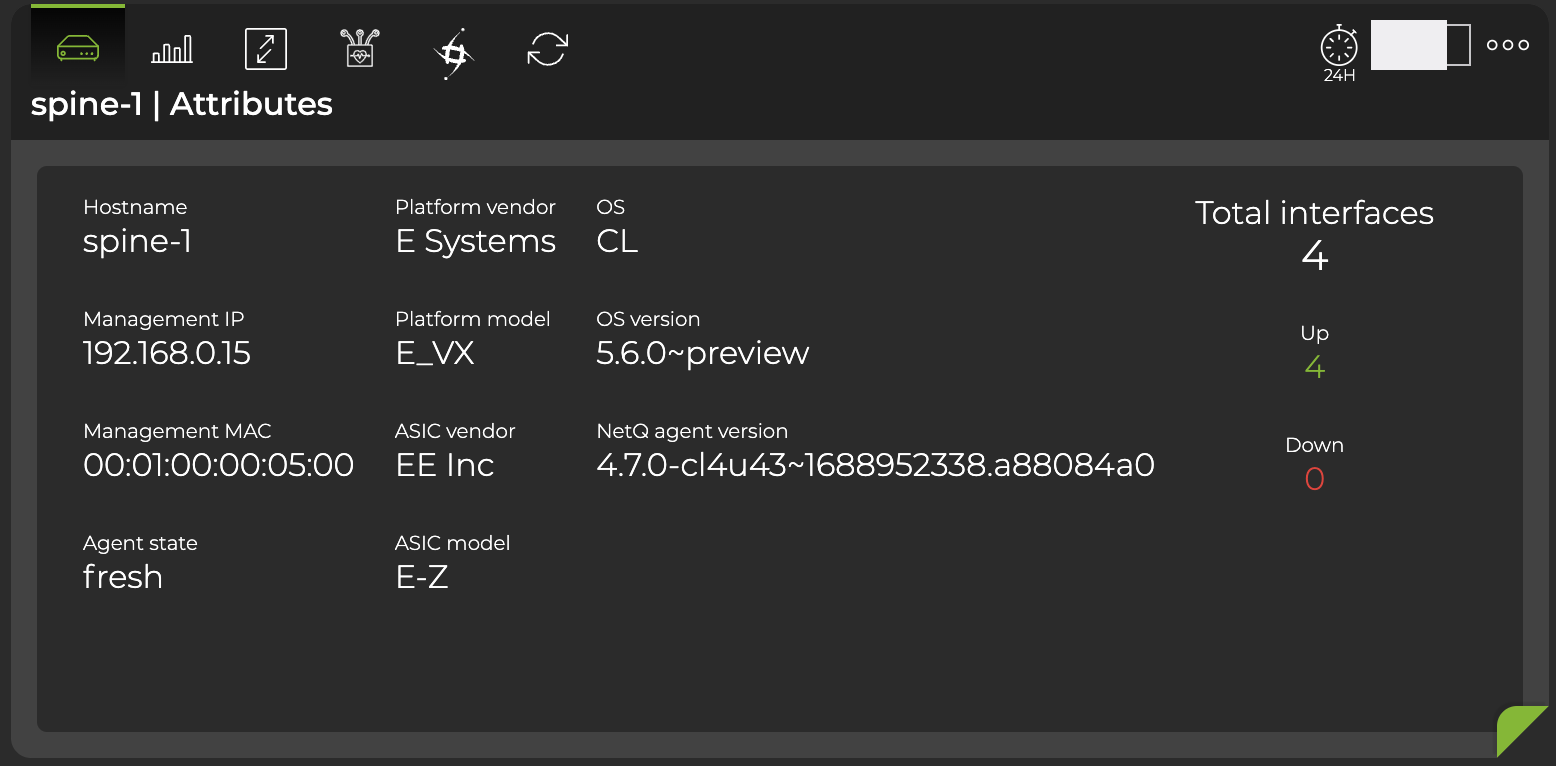 24H
spine-1 | Attributes
Hostname
spine-1
Platform vendor
E Systems
OS
CL
Total interfaces
4
Management IP
192.168.0.15
Platform model
E_VX
OS version
5.6.0~preview
Up
4
Management MAC
00:01:00:00:05:00
ASIC vendor
EE Inc
NetQ agent version
4.7.0-cl4u43~1688952338.a88084a0
Down
0
Agent state
fresh
ASIC model
E-Z